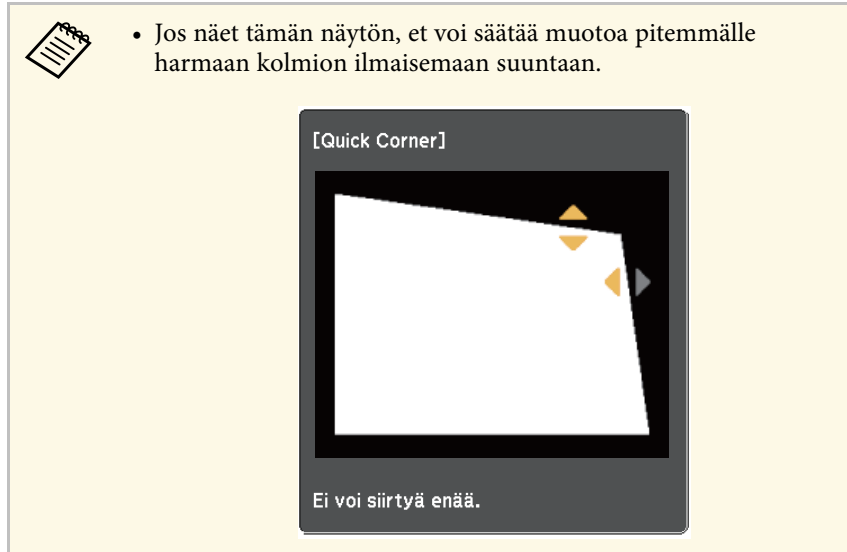 • Jos näet tämän näytön, et voi säätää muotoa pitemmälle
harmaan kolmion ilmaisemaan suuntaan.
[Quick Corner]
Ei voi siirtyä enää.